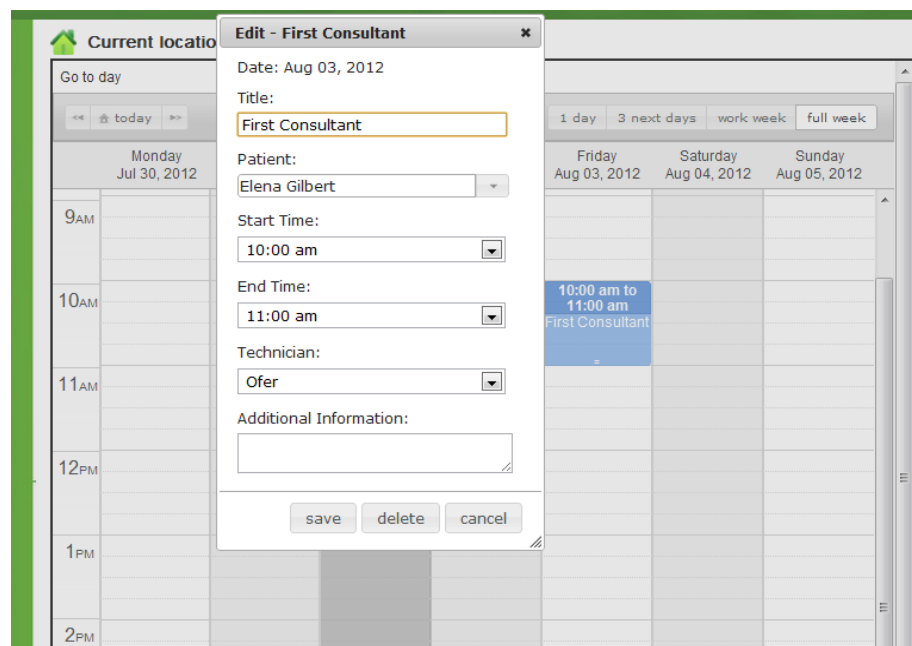 Current locatio
Go to day
today
1 day 3 next days work week full week
Monday
Jul 30, 2012
Friday
Aug 03, 2012
Saturday
Aug 04, 2012
Sunday
Aug 05, 2012
9AM
10AM
11AM
12PM
1PM
2PM
10:00 am to
11:00 am
First Consultant
Edit - First Consultant
Date: Aug 03, 2012
Title:
First Consultant
Patient:
Elena Gilbert
Start Time:
10:00 am
End Time:
11:00 am
Technician:
Ofer
Additional Information:
save delete cancel